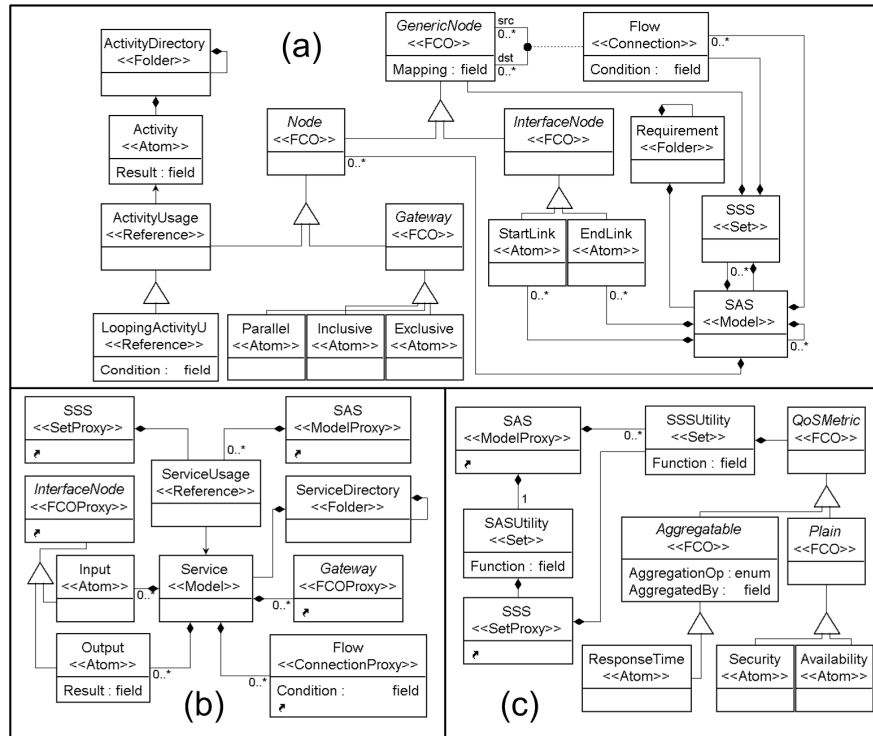 (a)
ActivityDirectory
<<Folder>>
Activity
<<Atom>>
Result : field
ActivityUsage
<<Reference>>
LoopingActivityU
<<Reference>>
Condition : field
GenericNode
<<FCO>>
Mapping : field
src
0..*
dst
0..*
Flow
<<Connection>>
Condition : field
0..*
Node
<<FCO>>
0..*
InterfaceNode
<<FCO>>
Requirement
<<Folder>>
Gateway
<<FCO>>
StartLink
<<Atom>>
0..*
EndLink
<<Atom>>
0..*
SSS
<<Set>>
0..*
SAS
<<Model>>
0..*
Parallel
<<Atom>>
Inclusive
<<Atom>>
Exclusive
<<Atom>>
SSS
<<SetProxy>>
SAS
<<ModelProxy>>
0..*
ServiceUsage
<<Reference>>
InterfaceNode
<<FCOProxy>>
ServiceDirectory
<<Folder>>
Input
<<Atom>>
0..*
Service
<<Model>>
Gateway
<<FCOProxy>>
0..*
Output
<<Atom>>
Result : field
0..*
Flow
<<ConnectionProxy>>
Condition : field
0..*
(b)
SAS
<<ModelProxy>>
0..*
SSSUtility
<<Set>>
Function : field
QoSMetric
<<FCO>>
1
SASUtility
<<Set>>
Function : field
Aggregatable
<<FCO>>
AggregationOp : enum
AggregatedBy : field
Plain
<<FCO>>
SSS
<<SetProxy>>
ResponseTime
<<Atom>>
Security
<<Atom>>
Availability
<<Atom>>
(c)